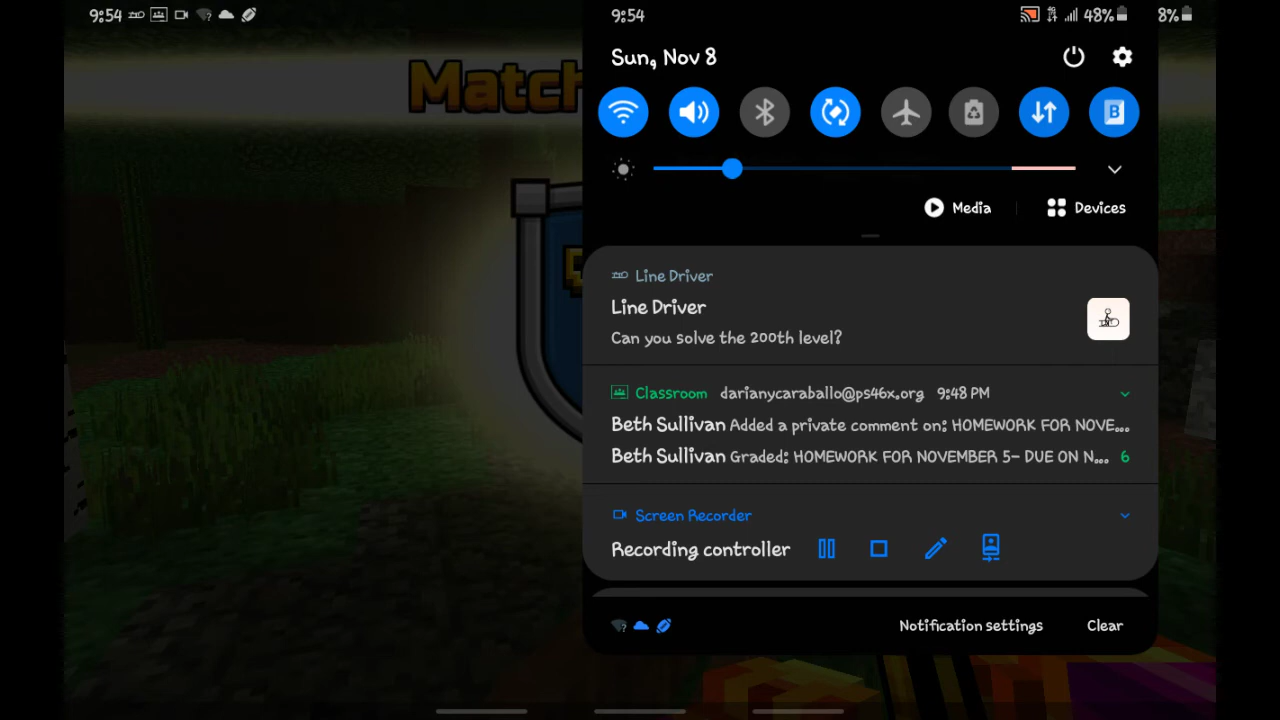 9:54
Match
9:54 48% 8%
Sun, Nov 8
B
Media Devices
Line Driver
Line Driver
Can you solve the 200th level?
Classroom darianycaraballo@ps46x.org 9:48 PM
Beth Sullivan Added a private comment on: HOMEWORK FOR NOVE...
Beth Sullivan Graded: HOMEWORK FOR NOVEMBER 5- DUE ON N... 6
Screen Recorder
Recording controller
Notification settings Clear